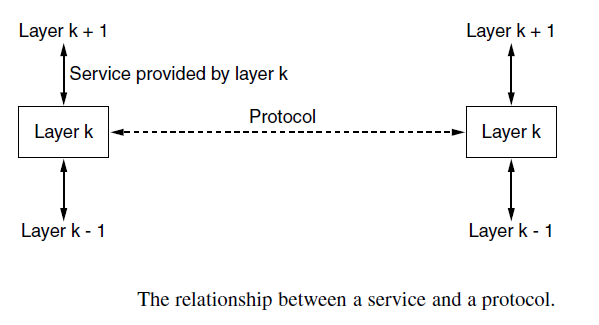 Layer k + 1
Layer k + 1
Service provided by layer k
Protocol
Layer k
Layer k
Layer k - 1
Layer k - 1
The relationship between a service and a protocol.